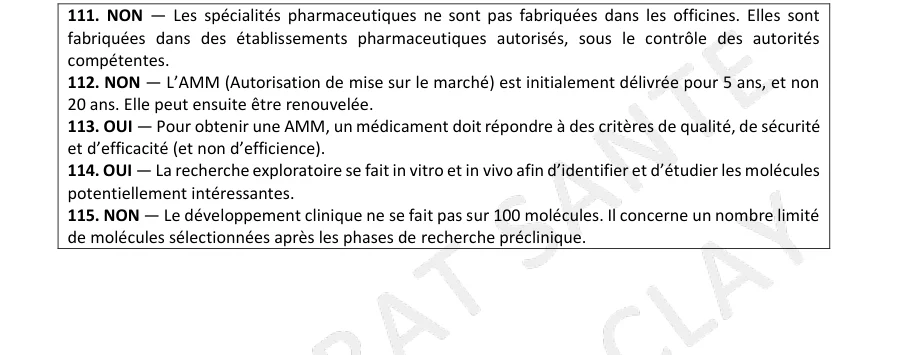 111. NON — Les spécialités pharmaceutiques ne sont pas fabriquées dans les officines. Elles sont
fabriquées dans des établissements pharmaceutiques autorisés, sous le contrôle des autorités
compétentes.
112. NON — L’AMM (Autorisation de mise sur le marché) est initialement délivrée pour 5 ans, et non
20 ans. Elle peut ensuite être renouvelée.
113. OUI — Pour obtenir une AMM, un médicament doit répondre à des critères de qualité, de sécurité
et d’efficacité (et non d’efficience).
114. OUI — La recherche exploratoire se fait in vitro et in vivo afin d’identifier et d’étudier les molécules
potentiellement intéressantes.
115. NON — Le développement clinique ne se fait pas sur 100 molécules. Il concerne un nombre limité
de molécules sélectionnées après les phases de recherche préclinique.
RAT SANTE
CLAY